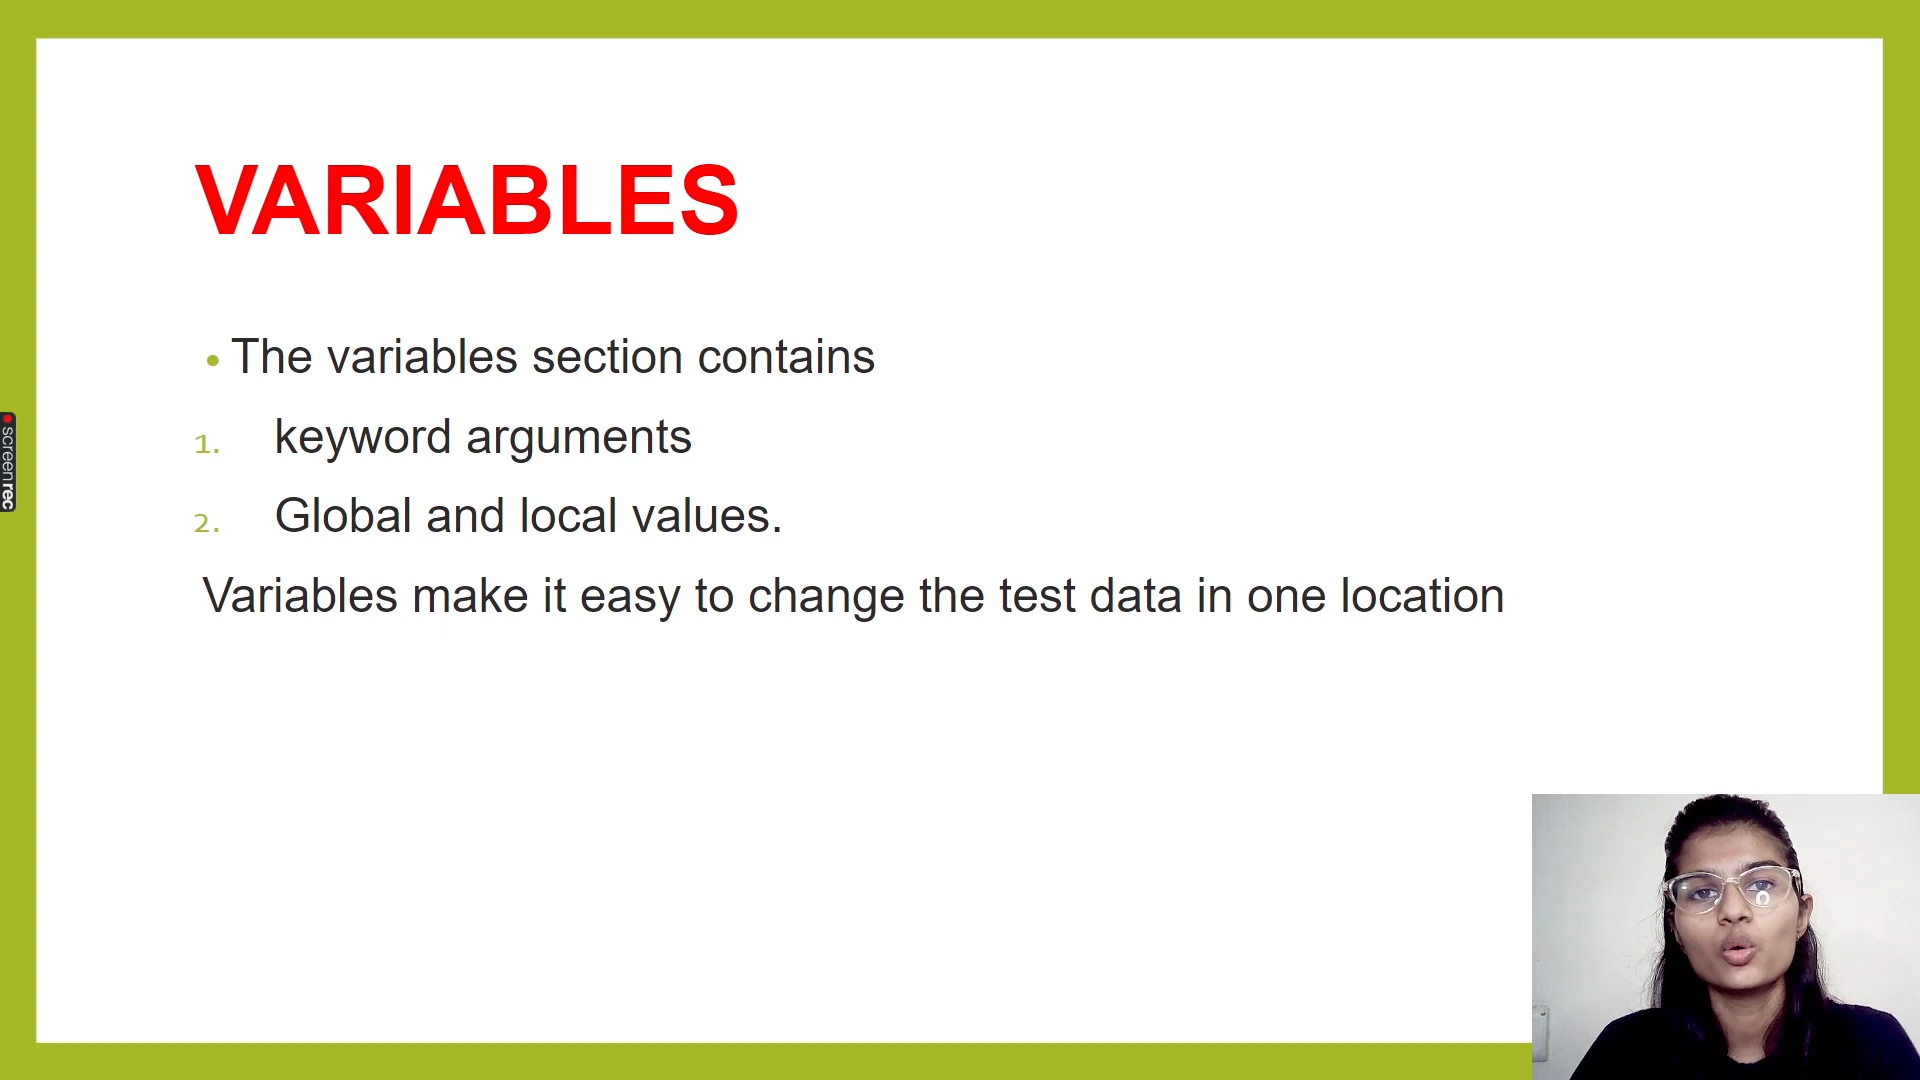 VARIABLES
• The variables section contains
1. keyword arguments
2. Global and local values.
Variables make it easy to change the test data in one location
screenrec